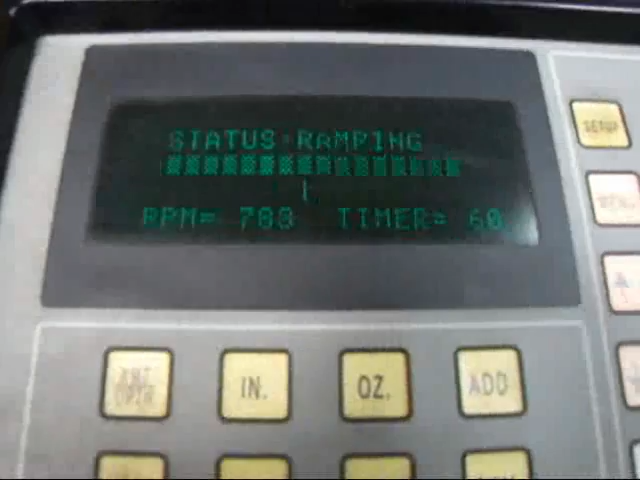 STATUS:RAMPING
RPM= 788 TIMER= 60
SETUP
IN.
OZ.
ADD